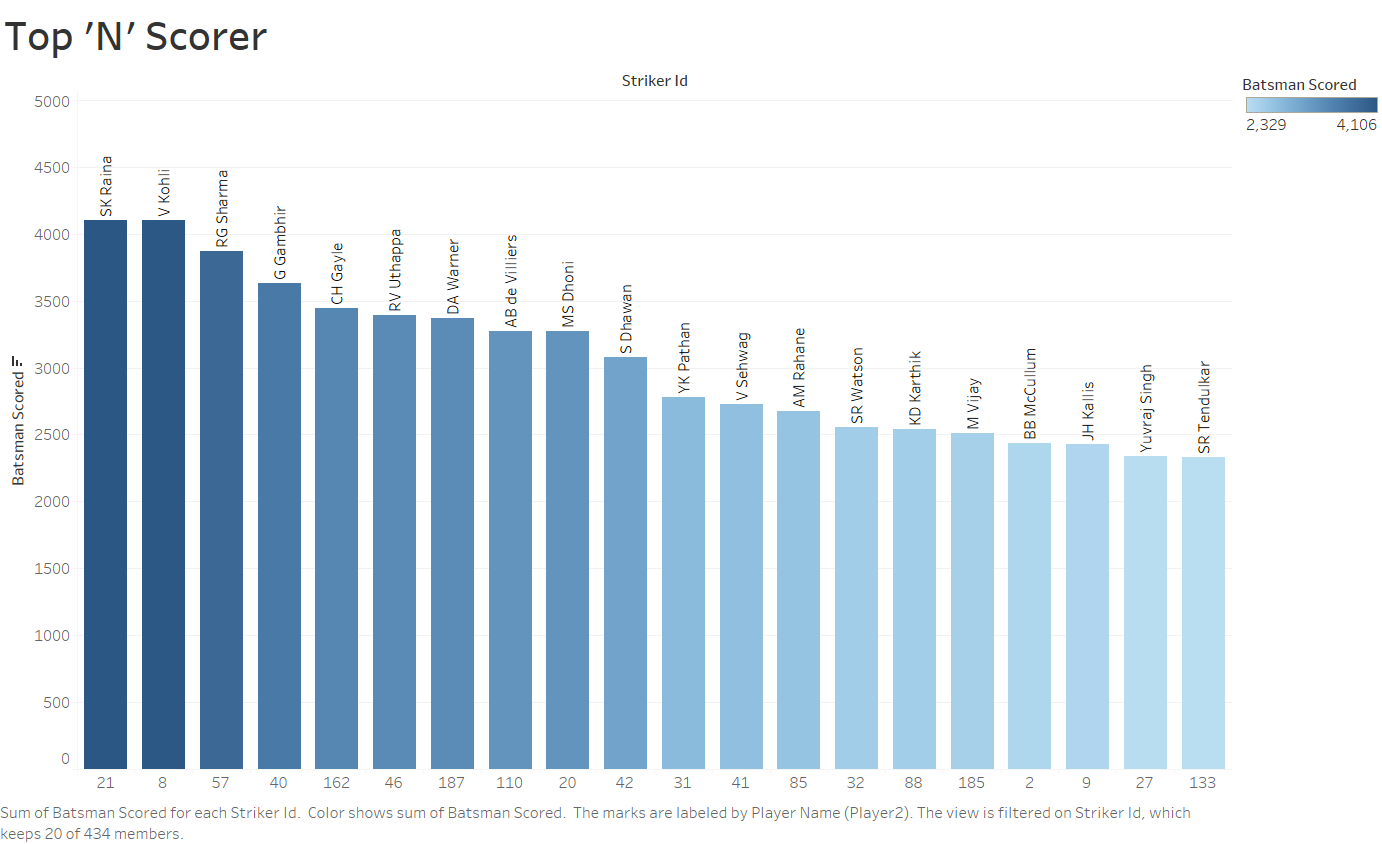 Top ’N’ Scorer
Striker Id
Batsman Scored
2,329 4,106
Batsman Scored
5000
4500
4000
3500
3000
2500
2000
1500
1000
500
0
SK Raina
V Kohli
RG Sharma
G Gambhir
CH Gayle
RV Uthappa
DA Warner
AB de Villiers
MS Dhoni
S Dhawan
YK Pathan
V Sehwag
AM Rahane
SR Watson
KD Karthik
M Vijay
BB McCullum
JH Kallis
Yuvraj Singh
SR Tendulkar
21 8 57 40 162 46 187 110 20 42 31 41 85 32 88 185 2 9 27 133
Sum of Batsman Scored for each Striker Id.  Color shows sum of Batsman Scored.  The marks are labeled by Player Name (Player2). The view is filtered on Striker Id, which
keeps 20 of 434 members.